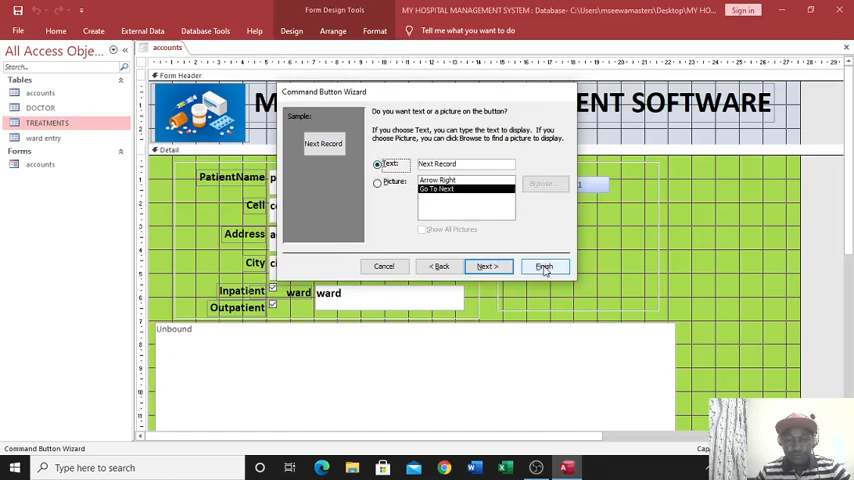 Form Design Tools
MY HOSPITAL MANAGEMENT SYSTEM : Database- C:\Users\mseewamasters\Desktop\MY HO...
Sign in
File
Home
Create
External Data
Database Tools
Help
Design
Arrange
Format
Tell me what you want to do
All Access Obje...
accounts
Search...
Form Header
Tables
accounts
DOCTOR
TREATMENTS
ward entry
Forms
accounts
M
ENT SOFTWARE
Detail
PatientName
Cell
Address
City
Inpatient
ward
ward
Outpatient
Unbound
Command Button Wizard
Sample:
Next Record
Do you want text or a picture on the button?
If you choose Text, you can type the text to display. If you
choose Picture, you can click Browse to find a picture to display.
Text:
Next Record
Picture:
Arrow Right
Go To Next
Browse...
Show All Pictures
Cancel
< Back
Next >
Finish
Command Button Wizard
Type here to search